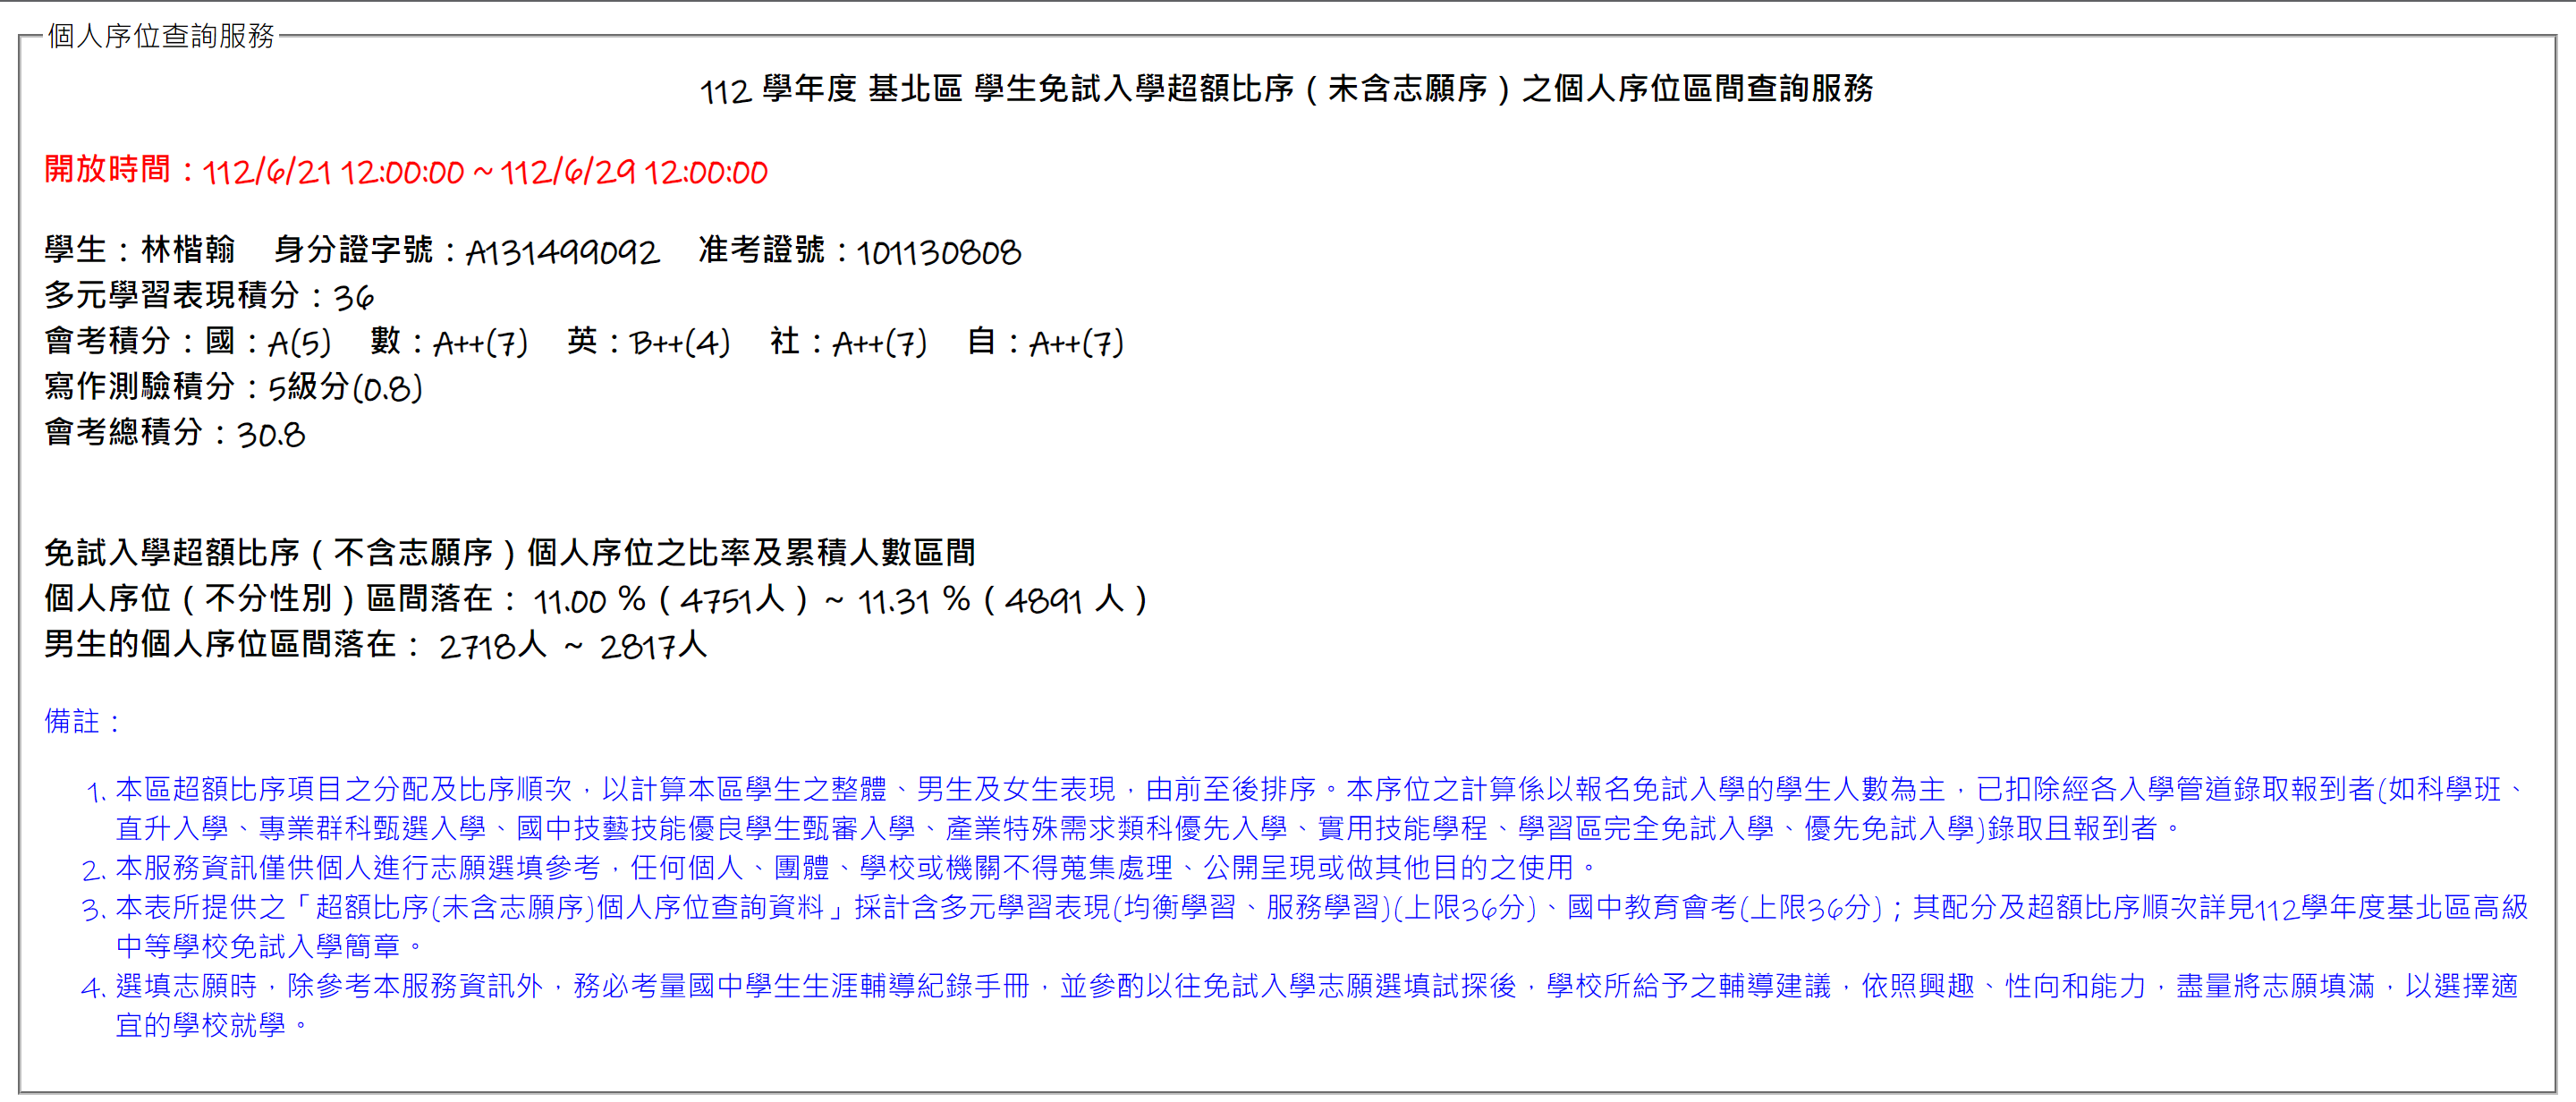 個人序位查詢服務
112 學年度 基北區 學生免試入學超額比序（未含志願序）之個人序位區間查詢服務
開放時間：112/6/21 12:00:00 ~ 112/6/29 12:00:00
學生：林楷翰 身分證字號：A131499092 准考證號：101130808
多元學習表現積分：36
會考積分：國：A(5) 數：A++(7) 英：B++(4) 社：A++(7) 自：A++(7)
寫作測驗積分：5級分(0.8)
會考總積分：30.8
免試入學超額比序（不含志願序）個人序位之比率及累積人數區間
個人序位（不分性別）區間落在： 11.00 %（4751人）~ 11.31 %（4891 人）
男生的個人序位區間落在： 2718人 ~ 2817人
備註：
1. 本區超額比序項目之分配及比序順次，以計算本區學生之整體、男生及女生表現，由前至後排序。本序位之計算係以報名免試入學的學生人數為主，已扣除經各入學管道錄取報到者(如科學班、
直升入學、專業群科甄選入學、國中技藝技能優良學生甄審入學、產業特殊需求類科優先入學、實用技能學程、學習區完全免試入學、優先免試入學)錄取且報到者。
2. 本服務資訊僅供個人進行志願選填參考，任何個人、團體、學校或機關不得蒐集處理、公開呈現或做其他目的之使用。
3. 本表所提供之「超額比序(未含志願序)個人序位查詢資料」採計含多元學習表現(均衡學習、服務學習)(上限36分)、國中教育會考(上限36分)；其配分及超額比序順次詳見112學年度基北區高級
中等學校免試入學簡章。
4. 選填志願時，除參考本服務資訊外，務必考量國中學生生涯輔導紀錄手冊，並參酌以往免試入學志願選填試探後，學校所給予之輔導建議，依照興趣、性向和能力，盡量將志願填滿，以選擇適
宜的學校就學。